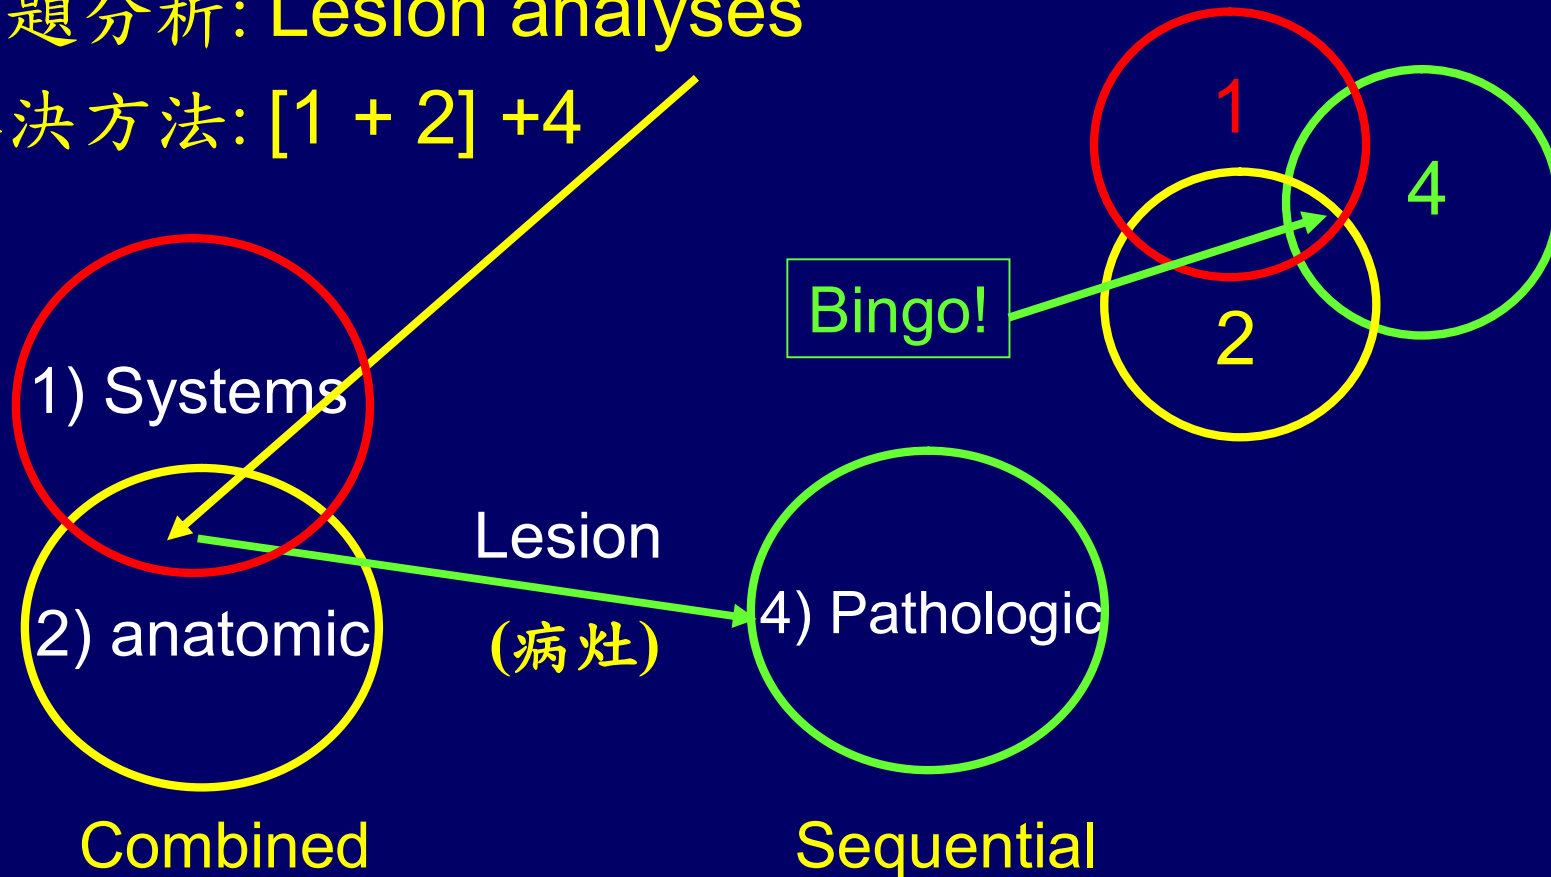 題分析: Lesion analyses
決方法: [1 + 2] +4
1
4
Bingo!
2
1) Systems
Lesion
2) anatomic
(病灶)
4) Pathologic
Combined
Sequential